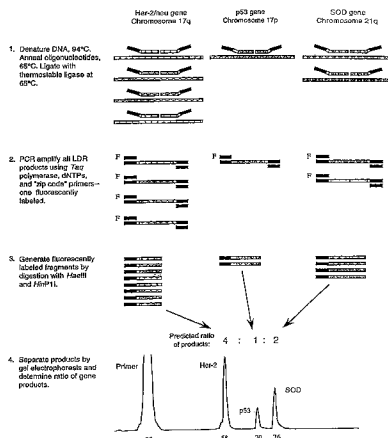 Her-2/neu gene
Chromosome 17q
p53 gene
Chromosome 17p
SOD gene
Chromosome 21q
1. Denature DNA, 94°C.
Anneal oligonucleotides,
65°C. Ligate with
thermostable ligase at
65°C.
2. PCR amplify all LDR
products using Taq
polymerase, dNTPs,
and "zip code" primers–
one fluorescently
labeled.
F
F
F
F
F
F
F
3. Generate fluorescently
labeled fragments by
digestion with HaeIII
and HinP1I.
Predicted ratio
of products:
4 : 1 : 2
4. Separate products by
gel electrophoresis and
determine ratio of gene
products.
Primer
Her-2
p53
SOD